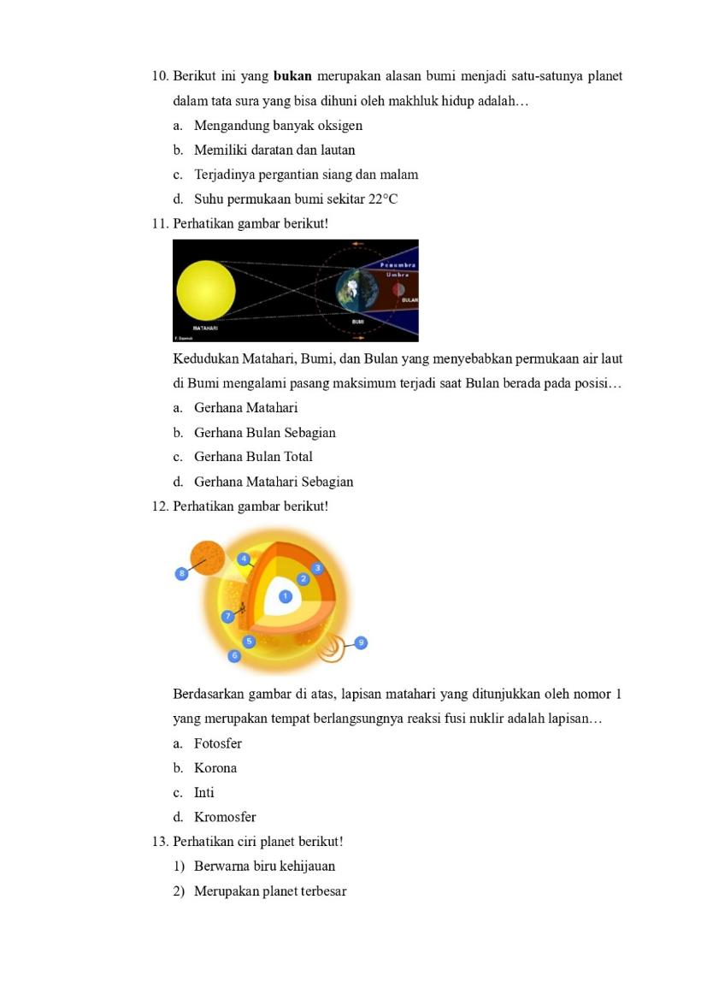 10. Berikut ini yang bukan merupakan alasan bumi menjadi satu-satunya planet
dalam tata sura yang bisa dihuni oleh makhluk hidup adalah…
a. Mengandung banyak oksigen
b. Memiliki daratan dan lautan
c. Terjadinya pergantian siang dan malam
d. Suhu permukaan bumi sekitar 22°C
11. Perhatikan gambar berikut!
Penumbra
Umbra
BULAN
BUMI
MATAHARI
Kedudukan Matahari, Bumi, dan Bulan yang menyebabkan permukaan air laut
di Bumi mengalami pasang maksimum terjadi saat Bulan berada pada posisi…
a. Gerhana Matahari
b. Gerhana Bulan Sebagian
c. Gerhana Bulan Total
d. Gerhana Matahari Sebagian
12. Perhatikan gambar berikut!
4
3
8
2
1
7
5
9
6
Berdasarkan gambar di atas, lapisan matahari yang ditunjukkan oleh nomor 1
yang merupakan tempat berlangsungnya reaksi fusi nuklir adalah lapisan…
a. Fotosfer
b. Korona
c. Inti
d. Kromosfer
13. Perhatikan ciri planet berikut!
1) Berwarna biru kehijauan
2) Merupakan planet terbesar